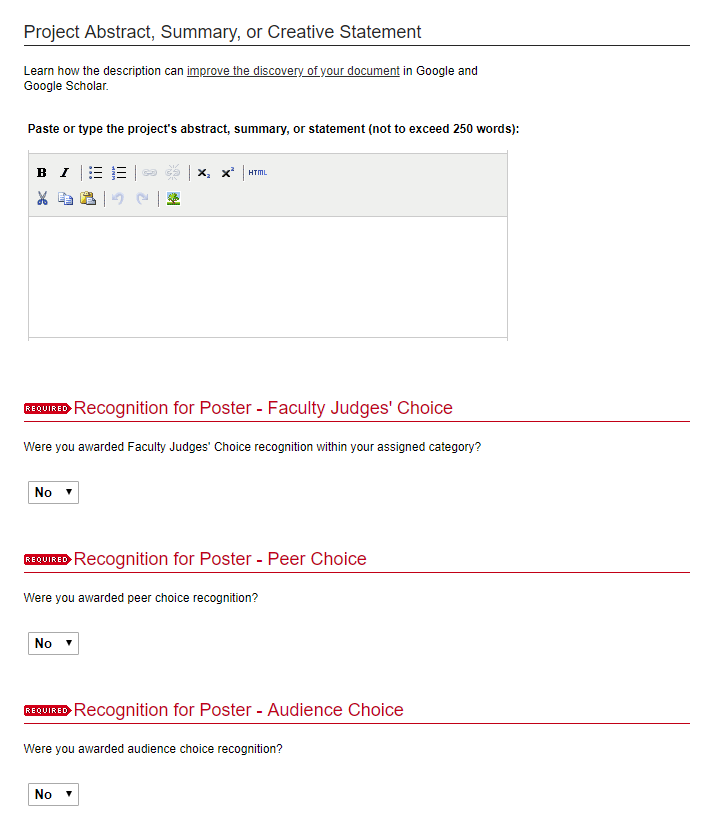 Project Abstract, Summary, or Creative Statement
Learn how the description can improve the discovery of your document in Google and
Google Scholar.
Paste or type the project's abstract, summary, or statement (not to exceed 250 words):
B I 1 2 3 x₂ x² HTML
REQUIRED Recognition for Poster - Faculty Judges' Choice
Were you awarded Faculty Judges' Choice recognition within your assigned category?
No
REQUIRED Recognition for Poster - Peer Choice
Were you awarded peer choice recognition?
No
REQUIRED Recognition for Poster - Audience Choice
Were you awarded audience choice recognition?
No